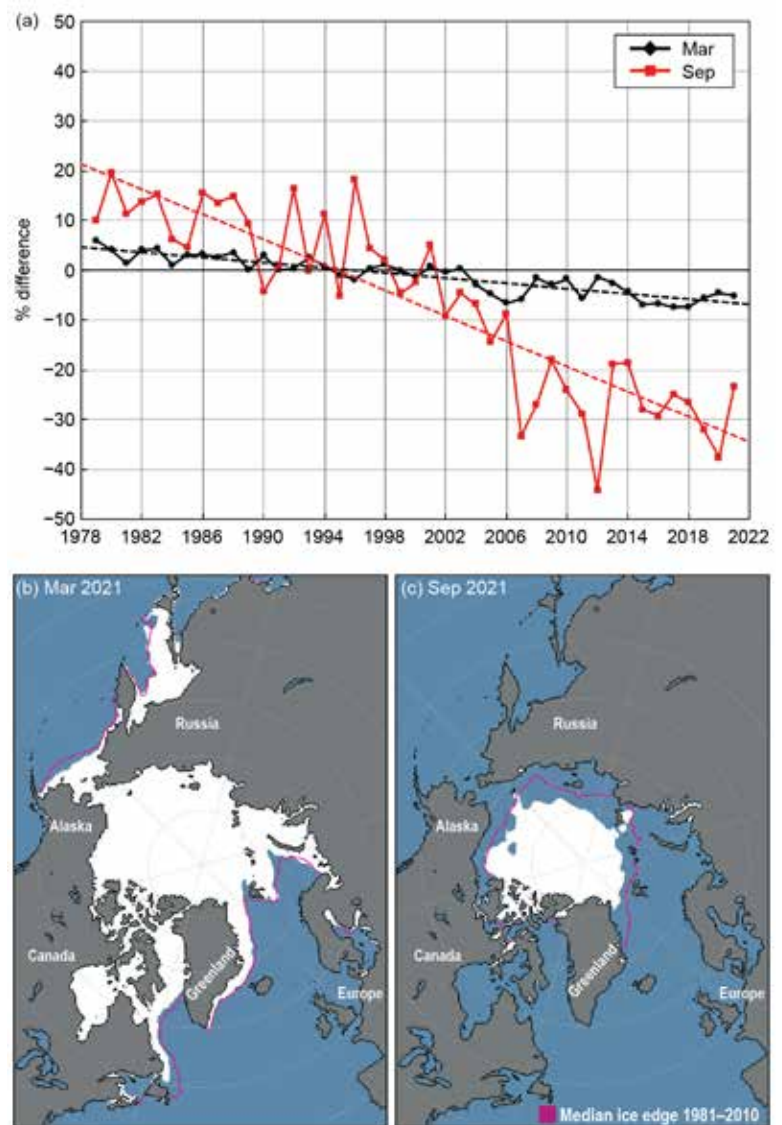 (a)
50
40
30
20
10
0
−10
−20
−30
−40
−50
% difference
Mar
Sep
1978 1982 1986 1990 1994 1998 2002 2006 2010 2014 2018 2022
(b) Mar 2021
Russia
Alaska
Canada
Greenland
Europe
(c) Sep 2021
Russia
Alaska
Canada
Greenland
Europe
Median ice edge 1981–2010